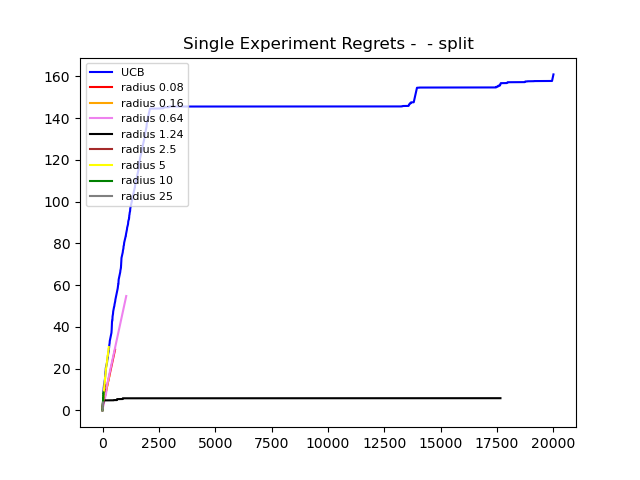 Single Experiment Regrets -  - split
UCB
radius 0.08
radius 0.16
radius 0.64
radius 1.24
radius 2.5
radius 5
radius 10
radius 25
160
140
120
100
80
60
40
20
0
0 2500 5000 7500 10000 12500 15000 17500 20000